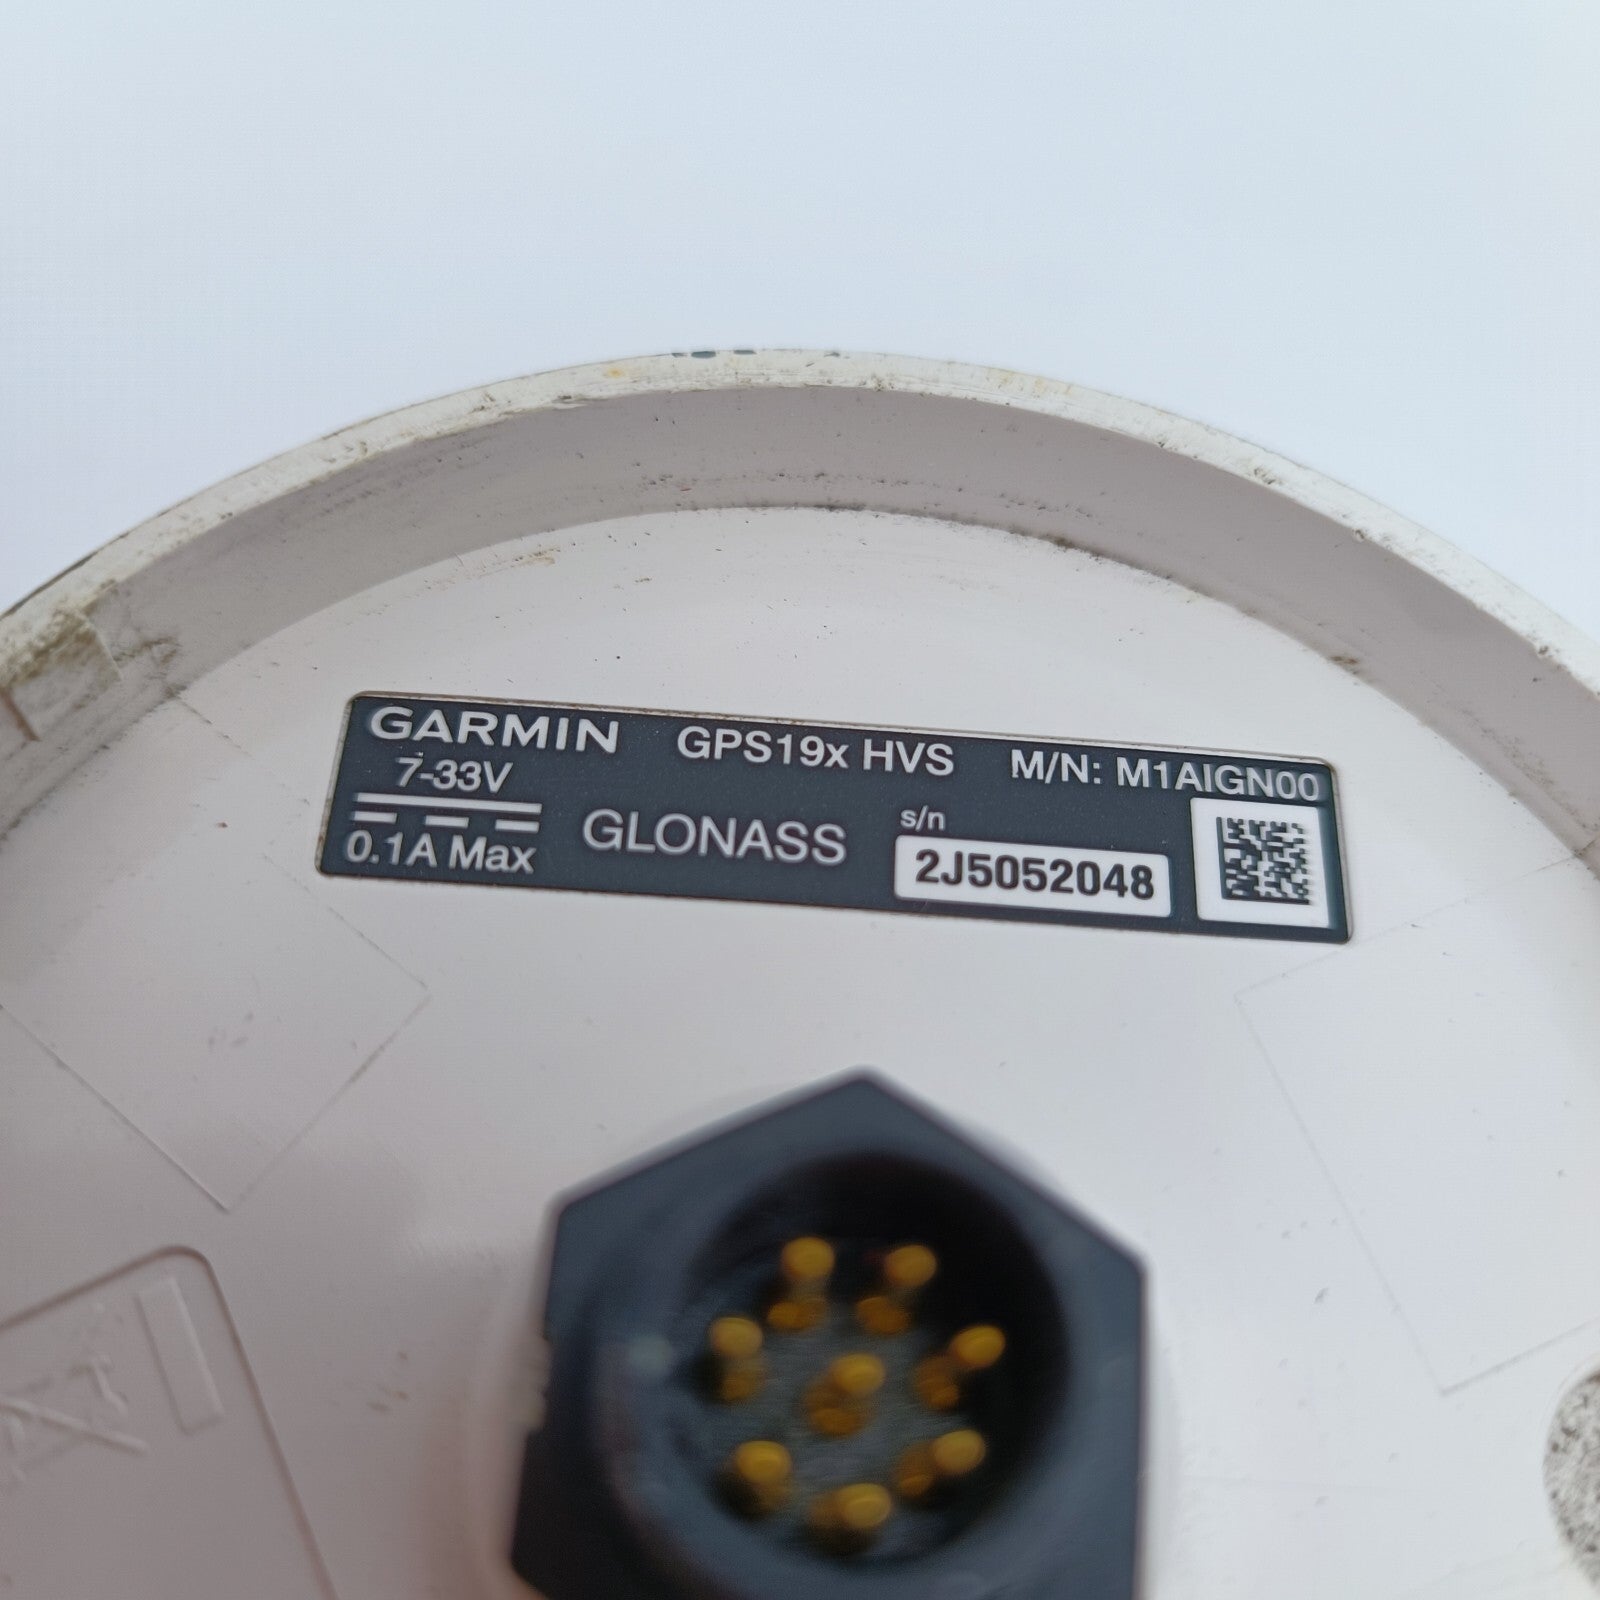 GARMIN GPS19x HVS M/N: M1AIGN00
7-33V
0.1A Max
GLONASS
s/n
2J5052048